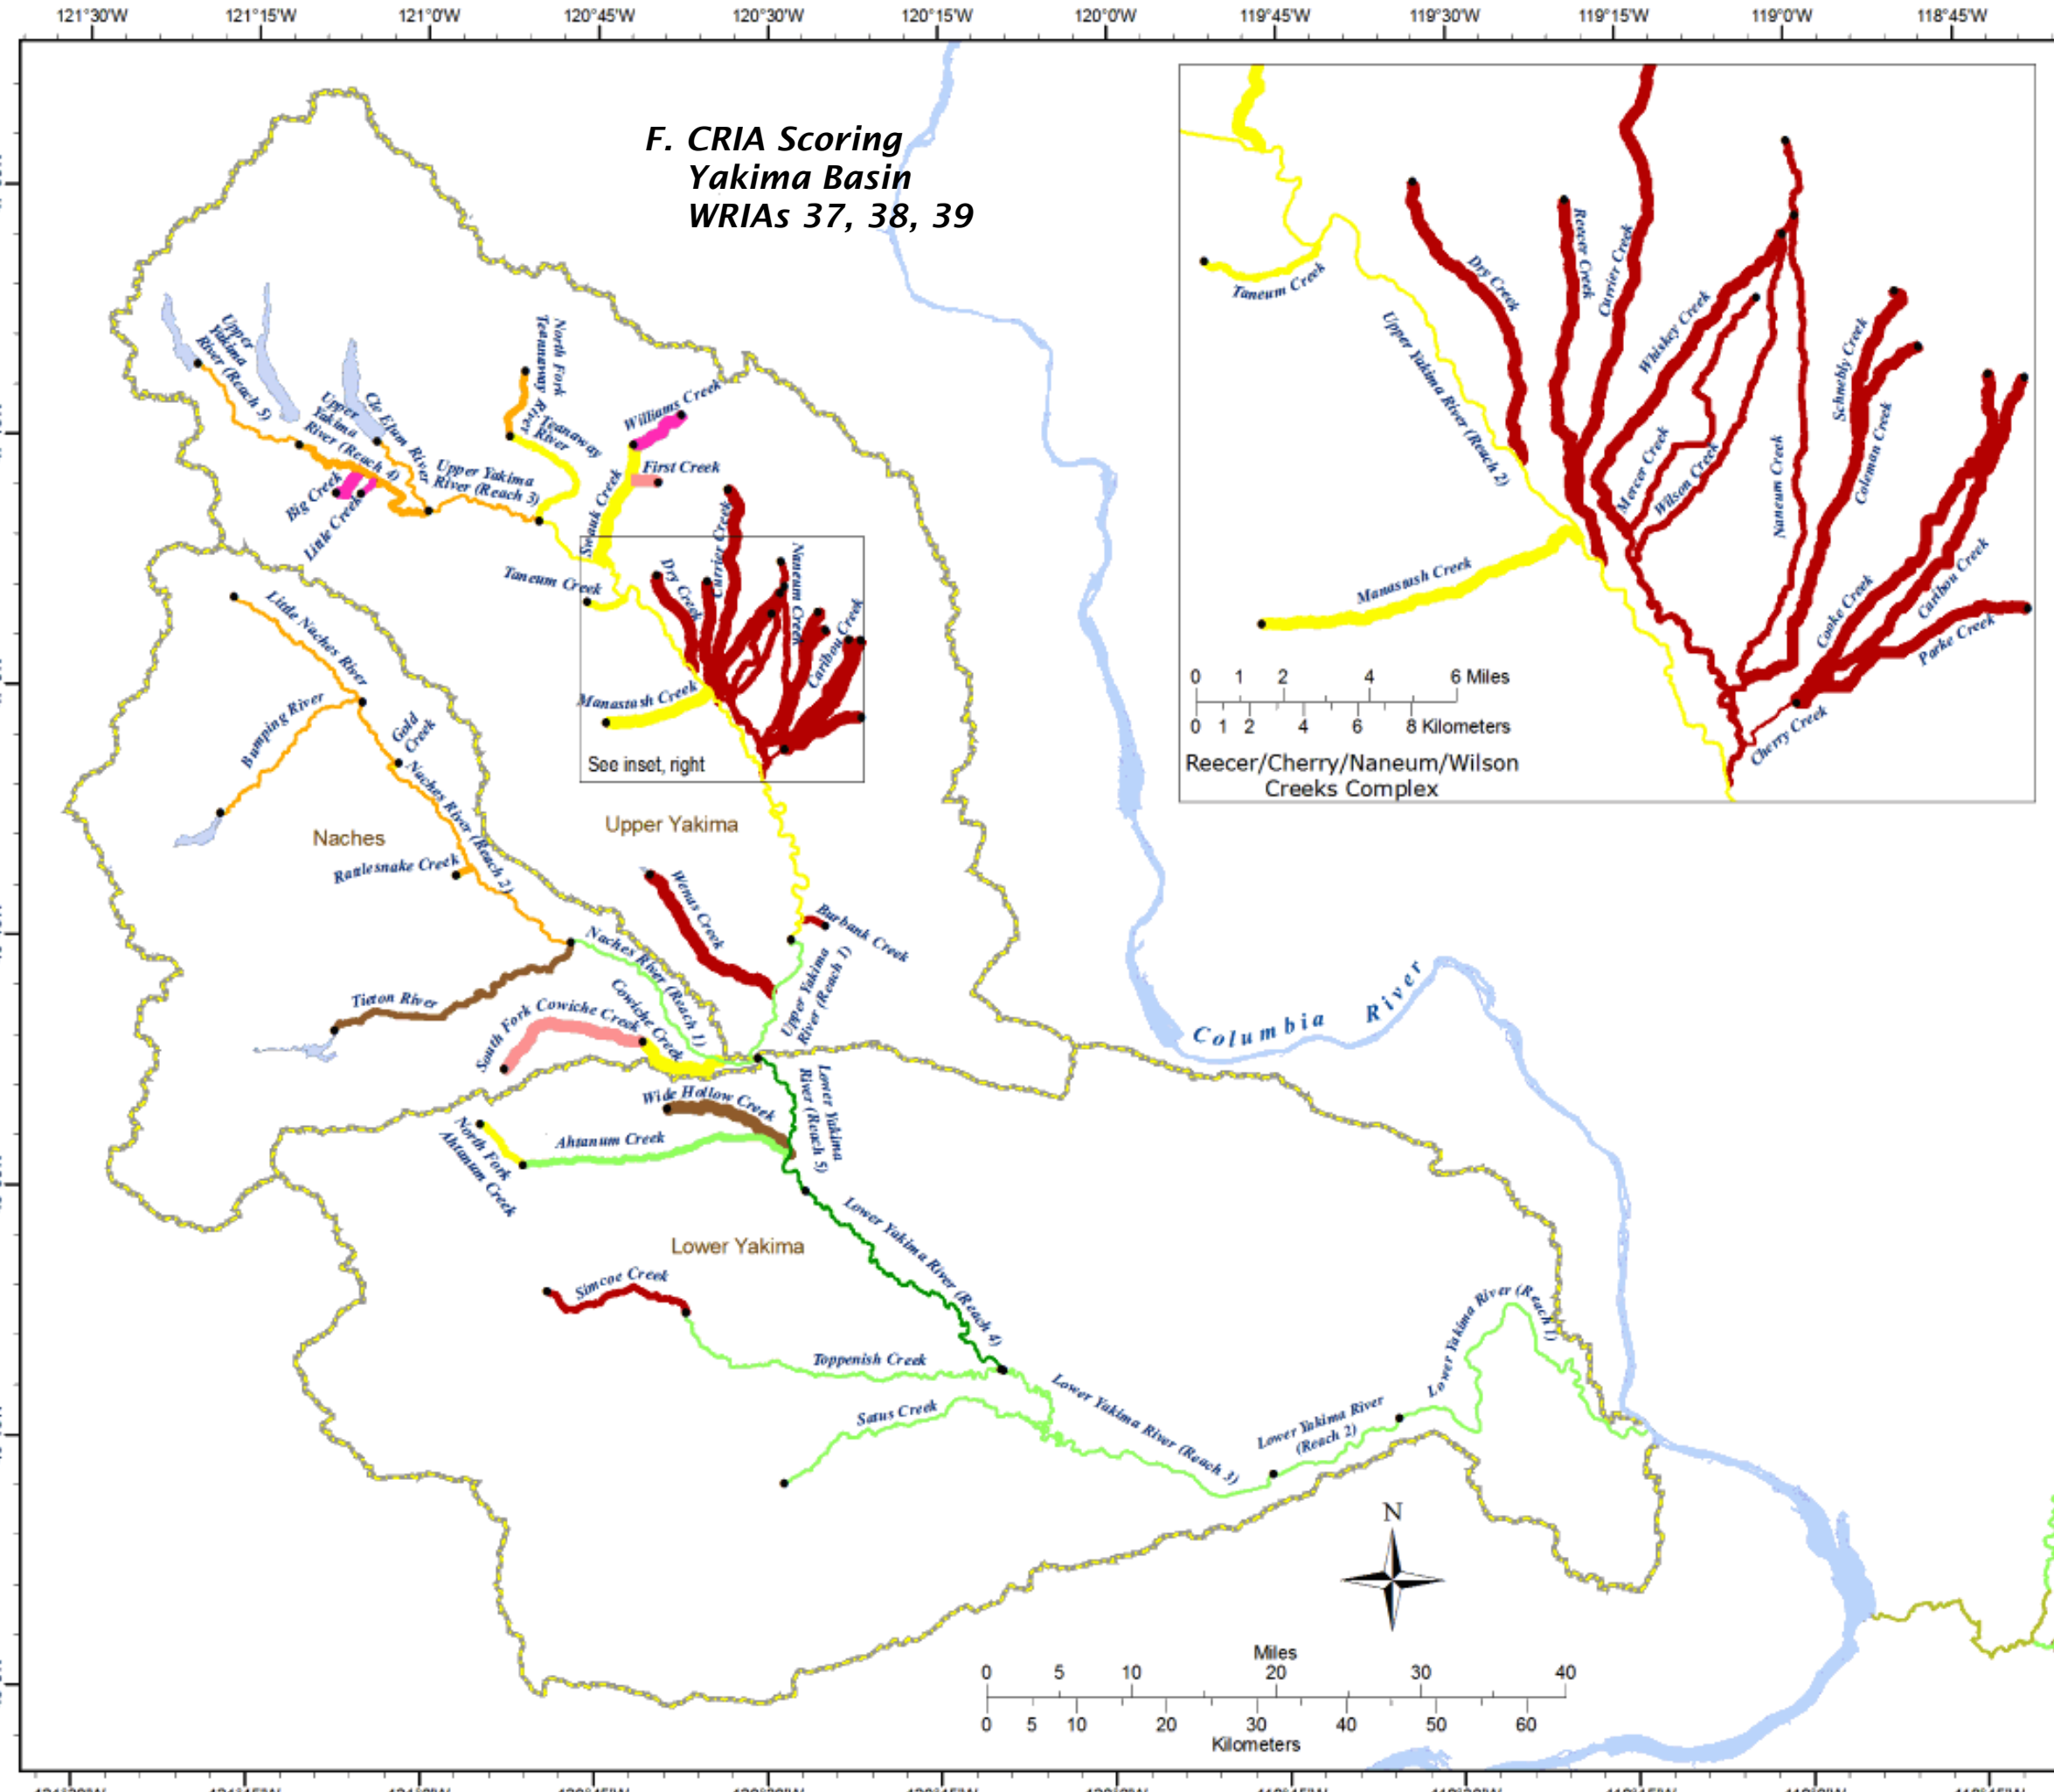 121°30'W 121°15'W 121°0'W 120°45'W 120°30'W 120°15'W 120°0'W 119°45'W 119°30'W 119°15'W 119°0'W 118°45'W
F. CRIA Scoring
Yakima Basin
WRIAs 37, 38, 39
Upper
Yakima
River (Reach 5)
Upper
Yakima
River (Reach 4)
Cle Elum River
Big Creek
Little Creek
Upper Yakima
River (Reach 3)
North Fork
Teanaway River
Teanaway
River
Williams Creek
First Creek
Swauk Creek
Taneum Creek
Dry Creek
Currier Creek
Naneum Creek
Caribou Creek
Manastash Creek
See inset, right
Taneum Creek
Upper Yakima River (Reach 2)
Dry Creek
Reecer Creek
Currier Creek
Whiskey Creek
Mercer Creek
Wilson Creek
Naneum Creek
Schnebly Creek
Coleman Creek
Cooke Creek
Caribou Creek
Parke Creek
Cherry Creek
Manastash Creek
0 1 2 4 6 Miles
0 1 2 4 6 8 Kilometers
Reecer/Cherry/Naneum/Wilson
Creeks Complex
Little Naches River
Bumping River
Gold
Creek
Naches River (Reach 2)
Naches
Rattlesnake Creek
Upper Yakima
Wenas Creek
Burbank Creek
Upper Yakima
River (Reach 1)
Naches River (Reach 1)
Tieton River
South Fork Cowiche Creek
Cowiche Creek
Columbia River
Wide Hollow Creek
Lower Yakima
River (Reach 5)
Ahtanum Creek
North Fork
Ahtanum Creek
Lower Yakima River (Reach 4)
Lower Yakima
Simcoe Creek
Toppenish Creek
Satus Creek
Lower Yakima River (Reach 3)
Lower Yakima River
(Reach 2)
Lower Yakima River (Reach 1)
N
Miles
0 5 10 20 30 40
0 5 10 20 30 40 50 60
Kilometers